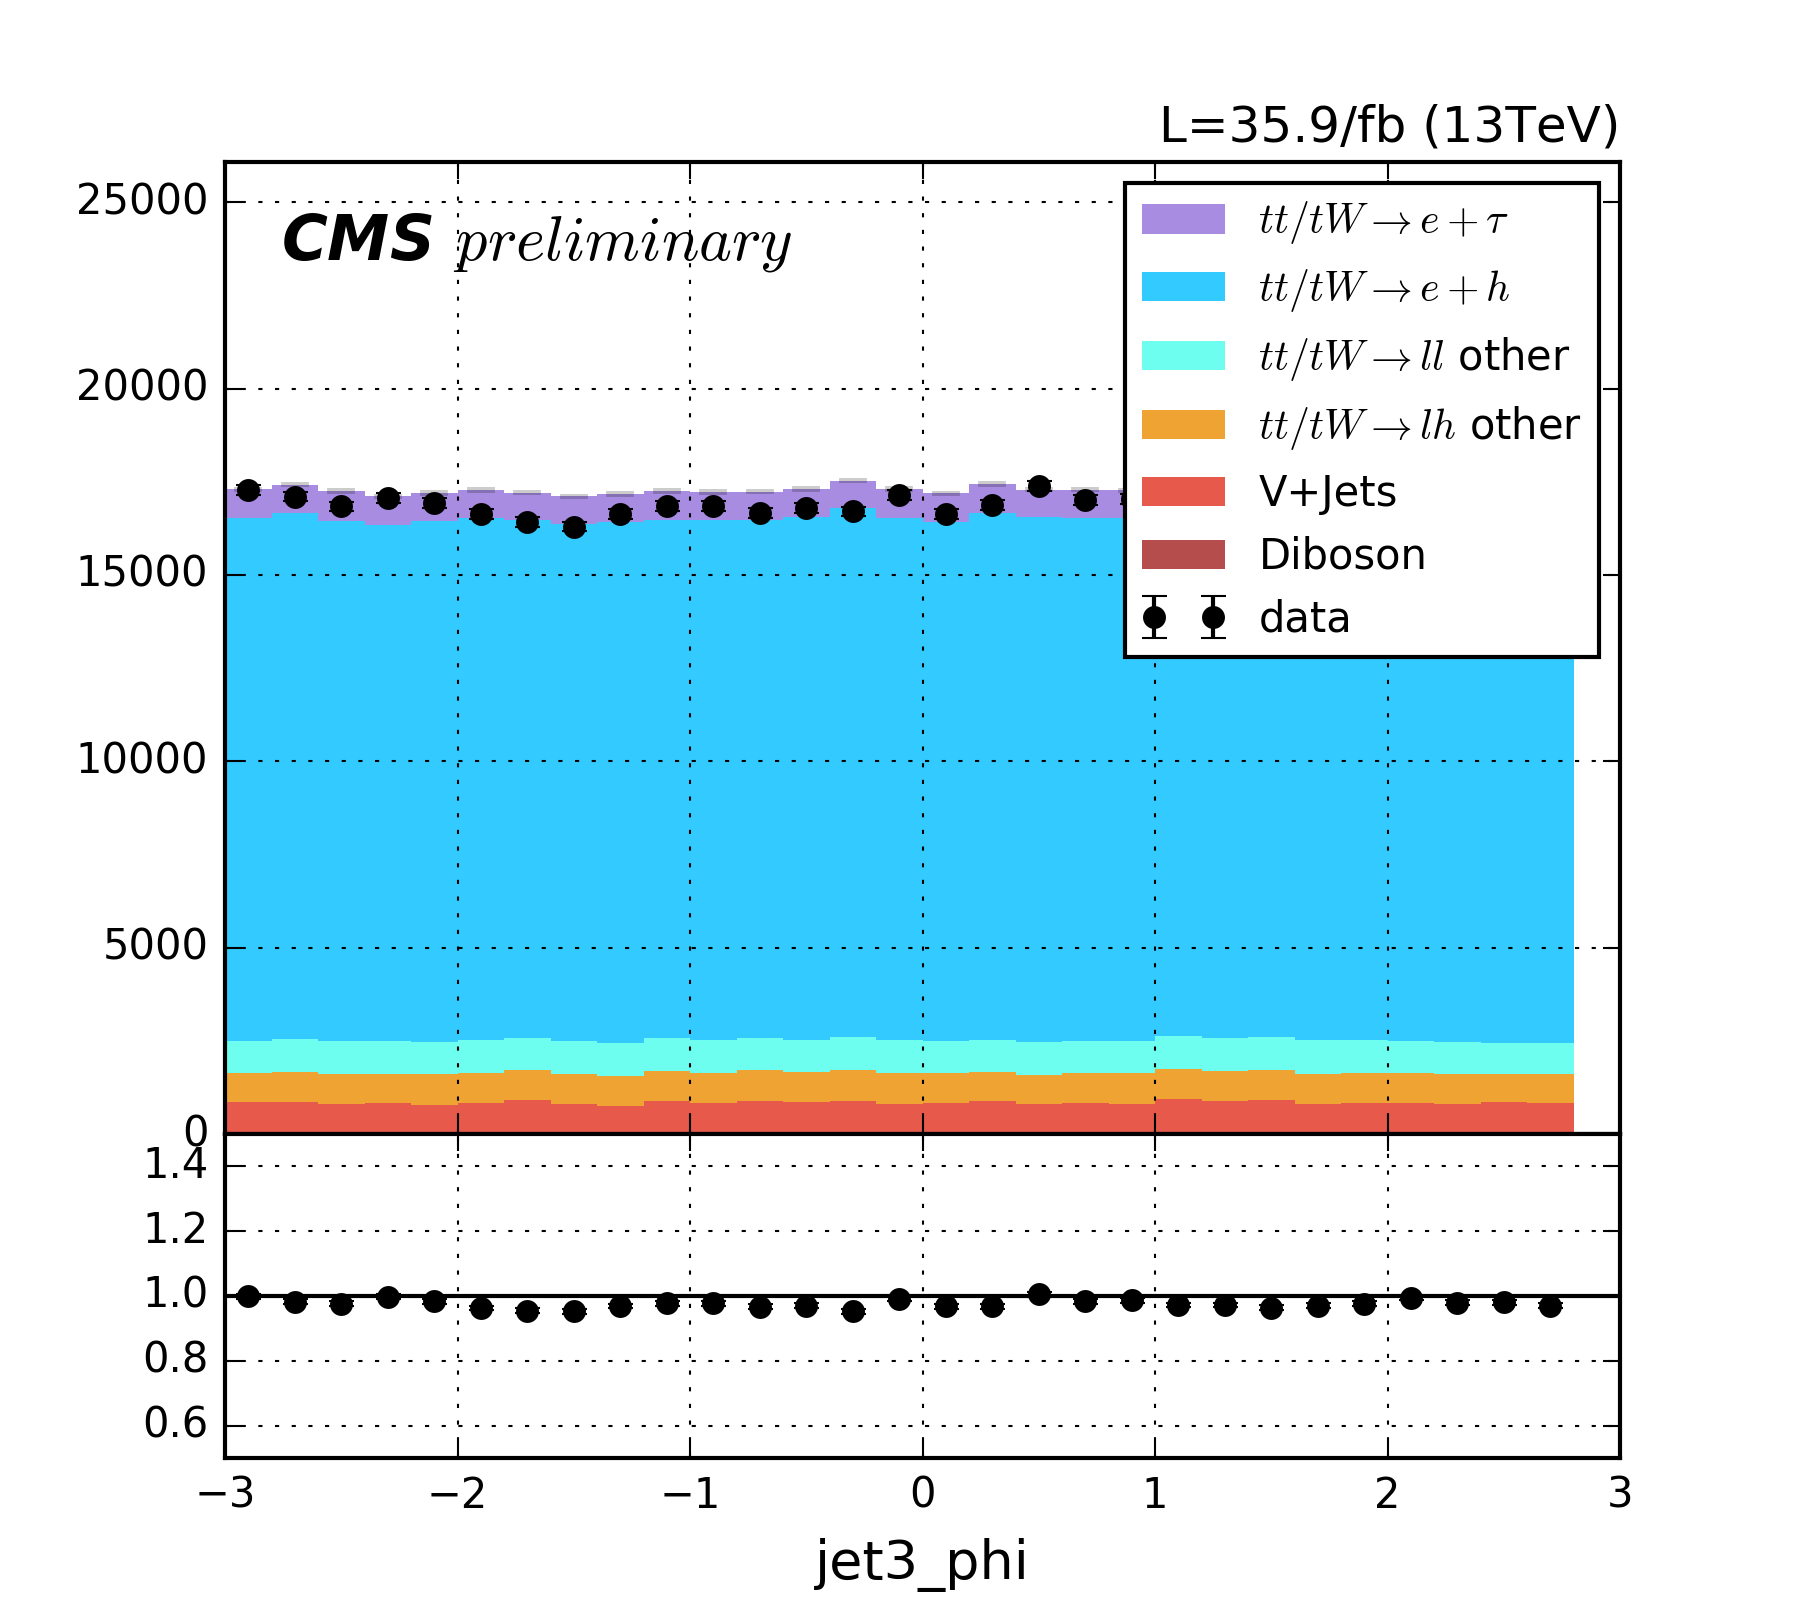 L=35.9/fb (13TeV)
CMS preliminary
25000
20000
15000
10000
5000
0
tt/tW→e+τ
tt/tW→e+h
tt/tW→ll other
tt/tW→lh other
V+Jets
Diboson
data
1.4
1.2
1.0
0.8
0.6
−3 −2 −1 0 1 2 3
jet3_phi